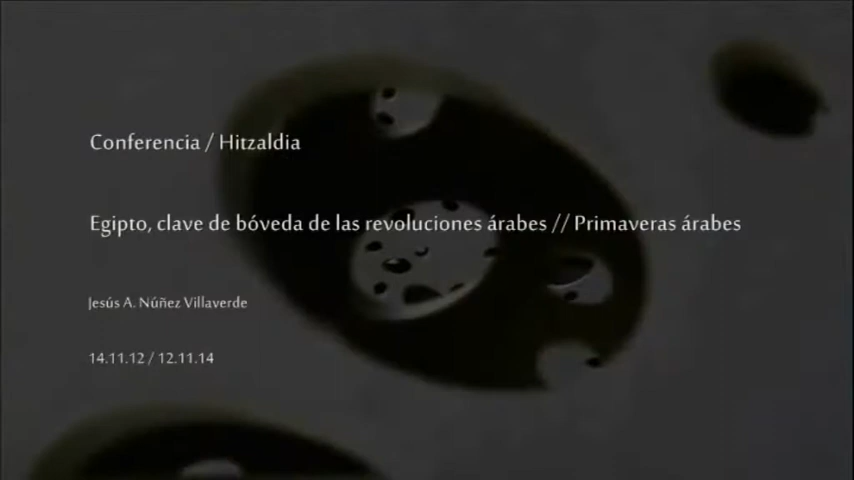 Conferencia / Hitzaldia
Egipto, clave de bóveda de las revoluciones árabes // Primaveras árabes
Jesús A. Núñez Villaverde
14.11.12 / 12.11.14